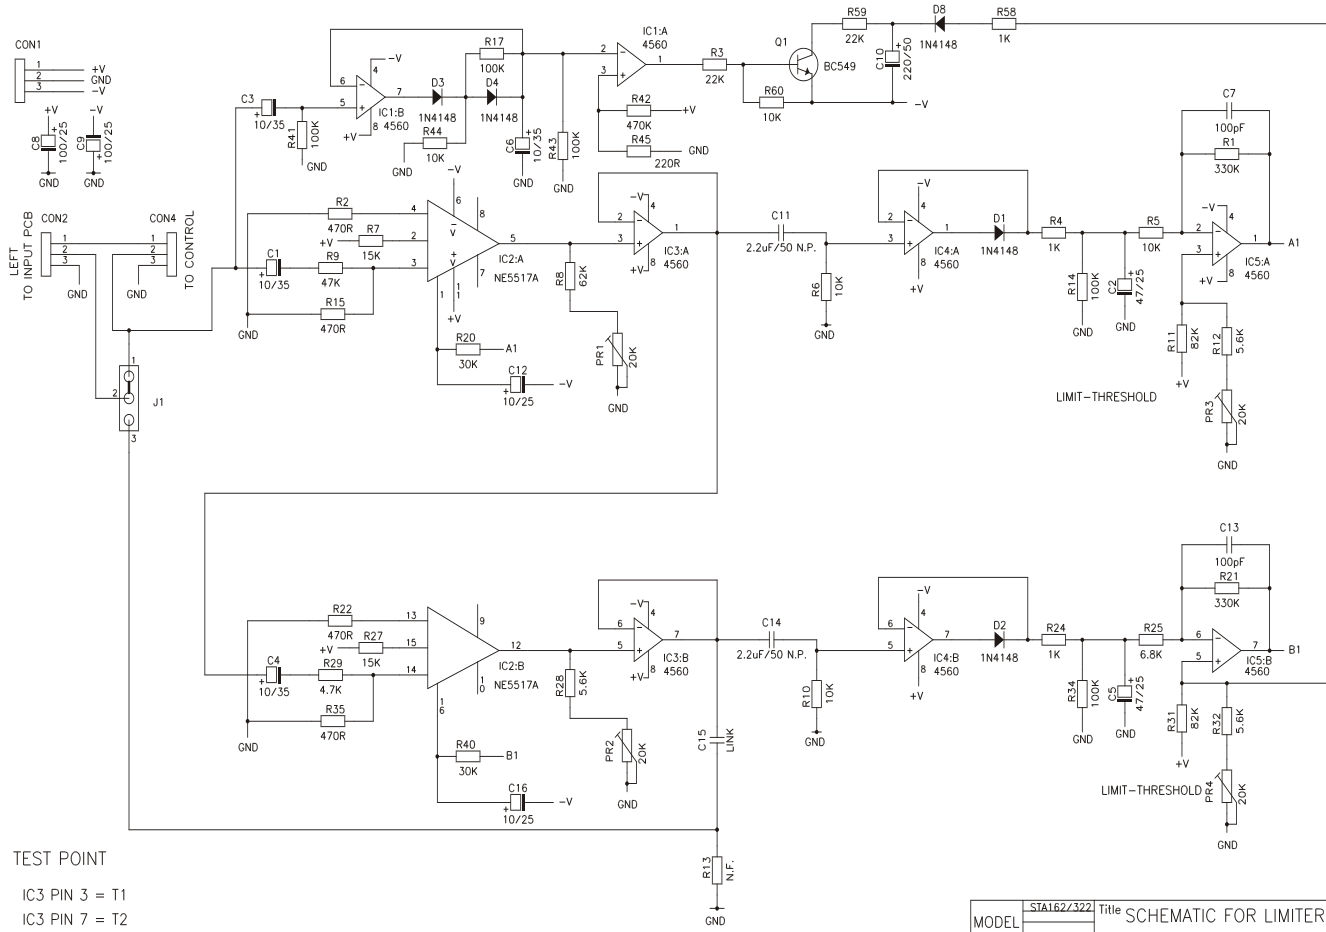 CON1
1 +V
2 GND
3 -V
+V
-V
C8
100/25
C9
100/25
GND
GND
CON2
CON4
LEFT
TO INPUT PCB
TO CONTROL
1
2
3
GND
1
2
3
GND
J1
1
2
3
C3
10/35
R41
100K
GND
6
5
7
4 -V
8
+V
IC1:B
4560
D3
1N4148
D4
1N4148
R17
100K
R44
10K
GND
C6
10/35
GND
R43
100K
GND
IC1:A
4560
2
3
1
R42
470K
+V
R45
220R
GND
R3
22K
R60
10K
Q1
BC549
R59
22K
C10
220/50
-V
D8
1N4148
R58
1K
R2
470R
+V
R7
15K
C1
10/35
R9
47K
R15
470R
GND
-V
6
8
4
2
3
-V
+V
5
7
1
11
+V
IC2:A
NE5517A
R20
30K
A1
C12
10/25
-V
R8
62K
PR1
20K
GND
-V
4
2
3
1
8
+V
IC3:A
4560
C11
2.2uF/50 N.P.
R6
10K
GND
-V
4
2
3
1
8
+V
IC4:A
4560
D1
1N4148
R4
1K
R14
100K
GND
C2
47/25
GND
R5
10K
C7
100pF
R1
330K
-V
4
2
3
1
8
+V
IC5:A
4560
A1
R11
82K
+V
R12
5.6K
PR3
20K
GND
LIMIT-THRESHOLD
R22
470R
+V
R27
15K
C4
10/35
R29
4.7K
R35
470R
GND
13
15
14
9
12
10
16
IC2:B
NE5517A
R40
30K
B1
C16
10/25
-V
R28
5.6K
PR2
20K
GND
-V
4
6
5
7
8
+V
IC3:B
4560
C15
LINK
R13
N.F.
GND
C14
2.2uF/50 N.P.
R10
10K
GND
-V
4
6
5
7
8
+V
IC4:B
4560
D2
1N4148
R24
1K
R34
100K
GND
C5
47/25
GND
R25
6.8K
C13
100pF
R21
330K
6
5
7
IC5:B
4560
B1
R31
82K
+V
R32
5.6K
PR4
20K
GND
LIMIT-THRESHOLD
TEST POINT
IC3 PIN 3 = T1
IC3 PIN 7 = T2
MODEL STA162/322 Title SCHEMATIC FOR LIMITER